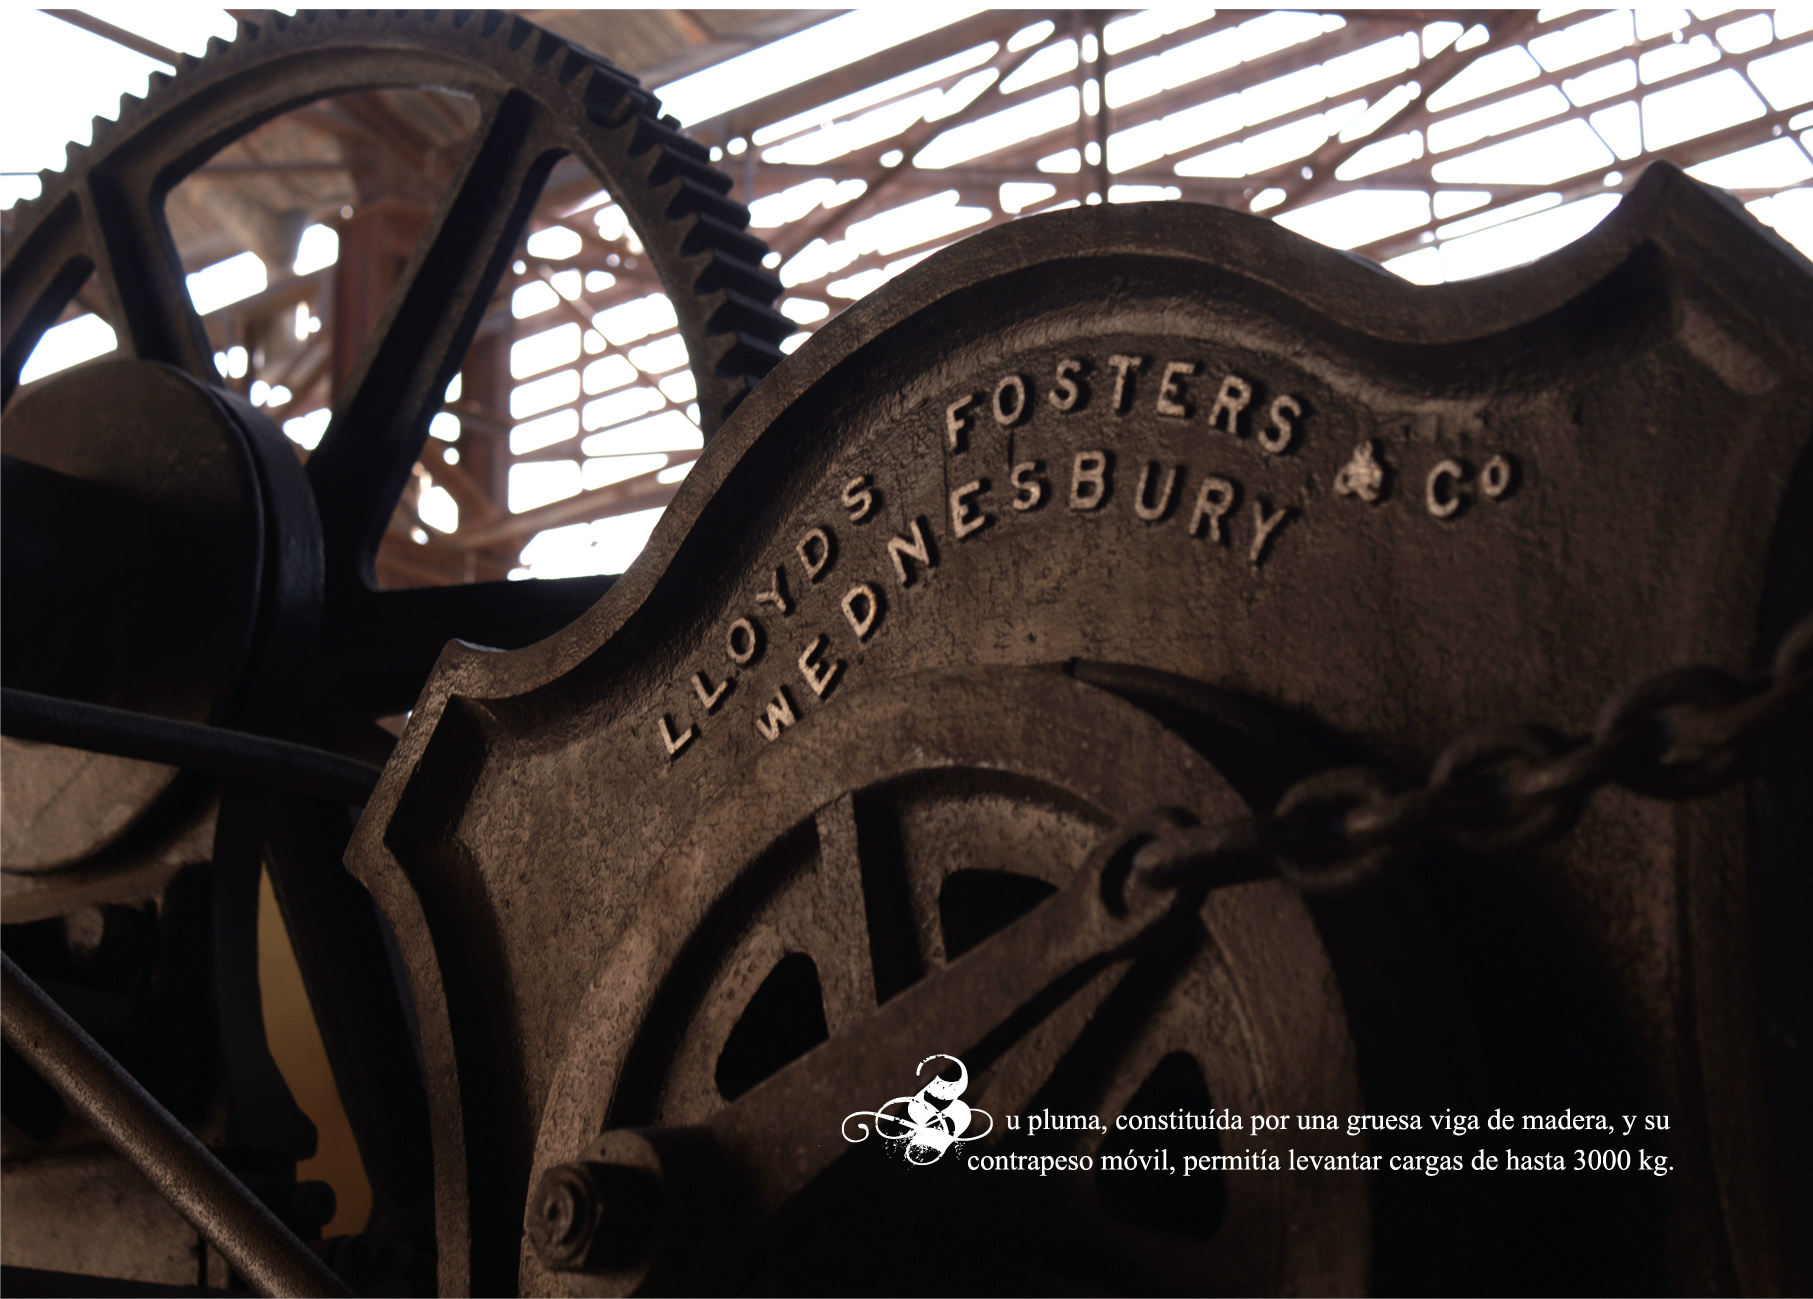 LLOYDS FOSTERS & Cº
WEDNESBURY
Su pluma, constituída por una gruesa viga de madera, y su
contrapeso móvil, permitía levantar cargas de hasta 3000 kg.